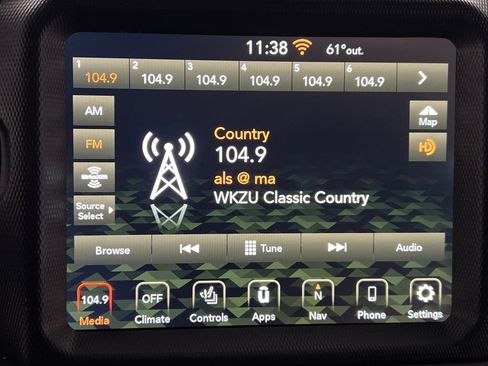 11:38 61°out.
1 104.9 2 104.9 3 104.9 4 104.9 5 104.9 6 104.9
AM
Map
Country
FM
104.9
HD
als @ ma
SiriusXM
WKZU Classic Country
Source
Select
Browse Tune Audio
104.9 OFF N
Media Climate Controls Apps Nav Phone Settings